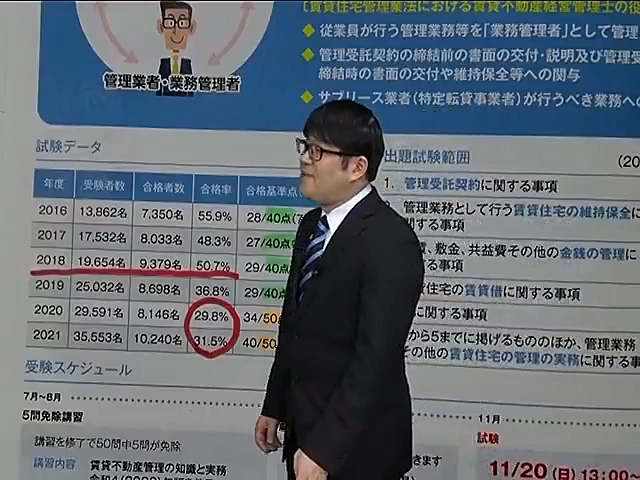 【賃貸住宅管理業法における賃貸不動産経営管理士の役
◆従業員が行う管理業務等を「業務管理者」として管理
◆管理受託契約の締結前の書面の交付・説明及び管理受
締結時の書面の交付や維持保全等への関与
◆サブリース業者(特定転貸事業者)が行うべき業務への
管理業者・業務管理者
試験データ
年度 受験者数 合格者数 合格率 合格基準点
2016 13,862名 7,350名 55.9% 28/40点
2017 17,532名 8,033名 48.3% 27/40点
2018 19,654名 9,379名 50.7% 29/40点
2019 25,032名 8,698名 36.8% 29/40点
2020 29,591名 8,146名 29.8% 34/50
2021 35,553名 10,240名 31.5% 40/50
出題試験範囲 (20
1. 管理受託契約に関する事項
管理業務として行う賃貸住宅の維持保全に
関する事項
賃、敷金、共益費その他の金銭の管理に
る事項
住宅の賃貸借に関する事項
に関する事項
から5までに掲げるもののほか、管理業務
その他の賃貸住宅の管理の実務に関する事
受験スケジュール
7月~8月
5問免除講習
講習を修了で50問中5問が免除
講習内容 賃貸不動産管理の知識と実務
きます
11月
試験
11/20(日)13:00~